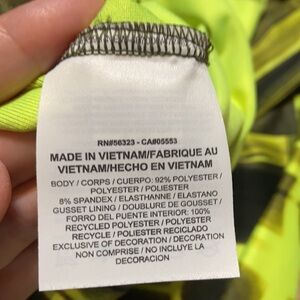 RN#56323 - CA#05553
MADE IN VIETNAM/FABRIQUE AU
VIETNAM/HECHO EN VIETNAM
BODY / CORPS / CUERPO: 92% POLYESTER /
POLYESTER / POLIESTER
8% SPANDEX / ELASTHANNE / ELASTANO
GUSSET LINING / DOUBLURE DE GOUSSET /
FORRO DEL PUENTE INTERIOR: 100%
RECYCLED POLYESTER / POLYESTER
RECYCLE / POLIESTER RECICLADO
EXCLUSIVE OF DECORATION / DECORATION
NON COMPRISE / NO INCLUYE LA
DECORACION